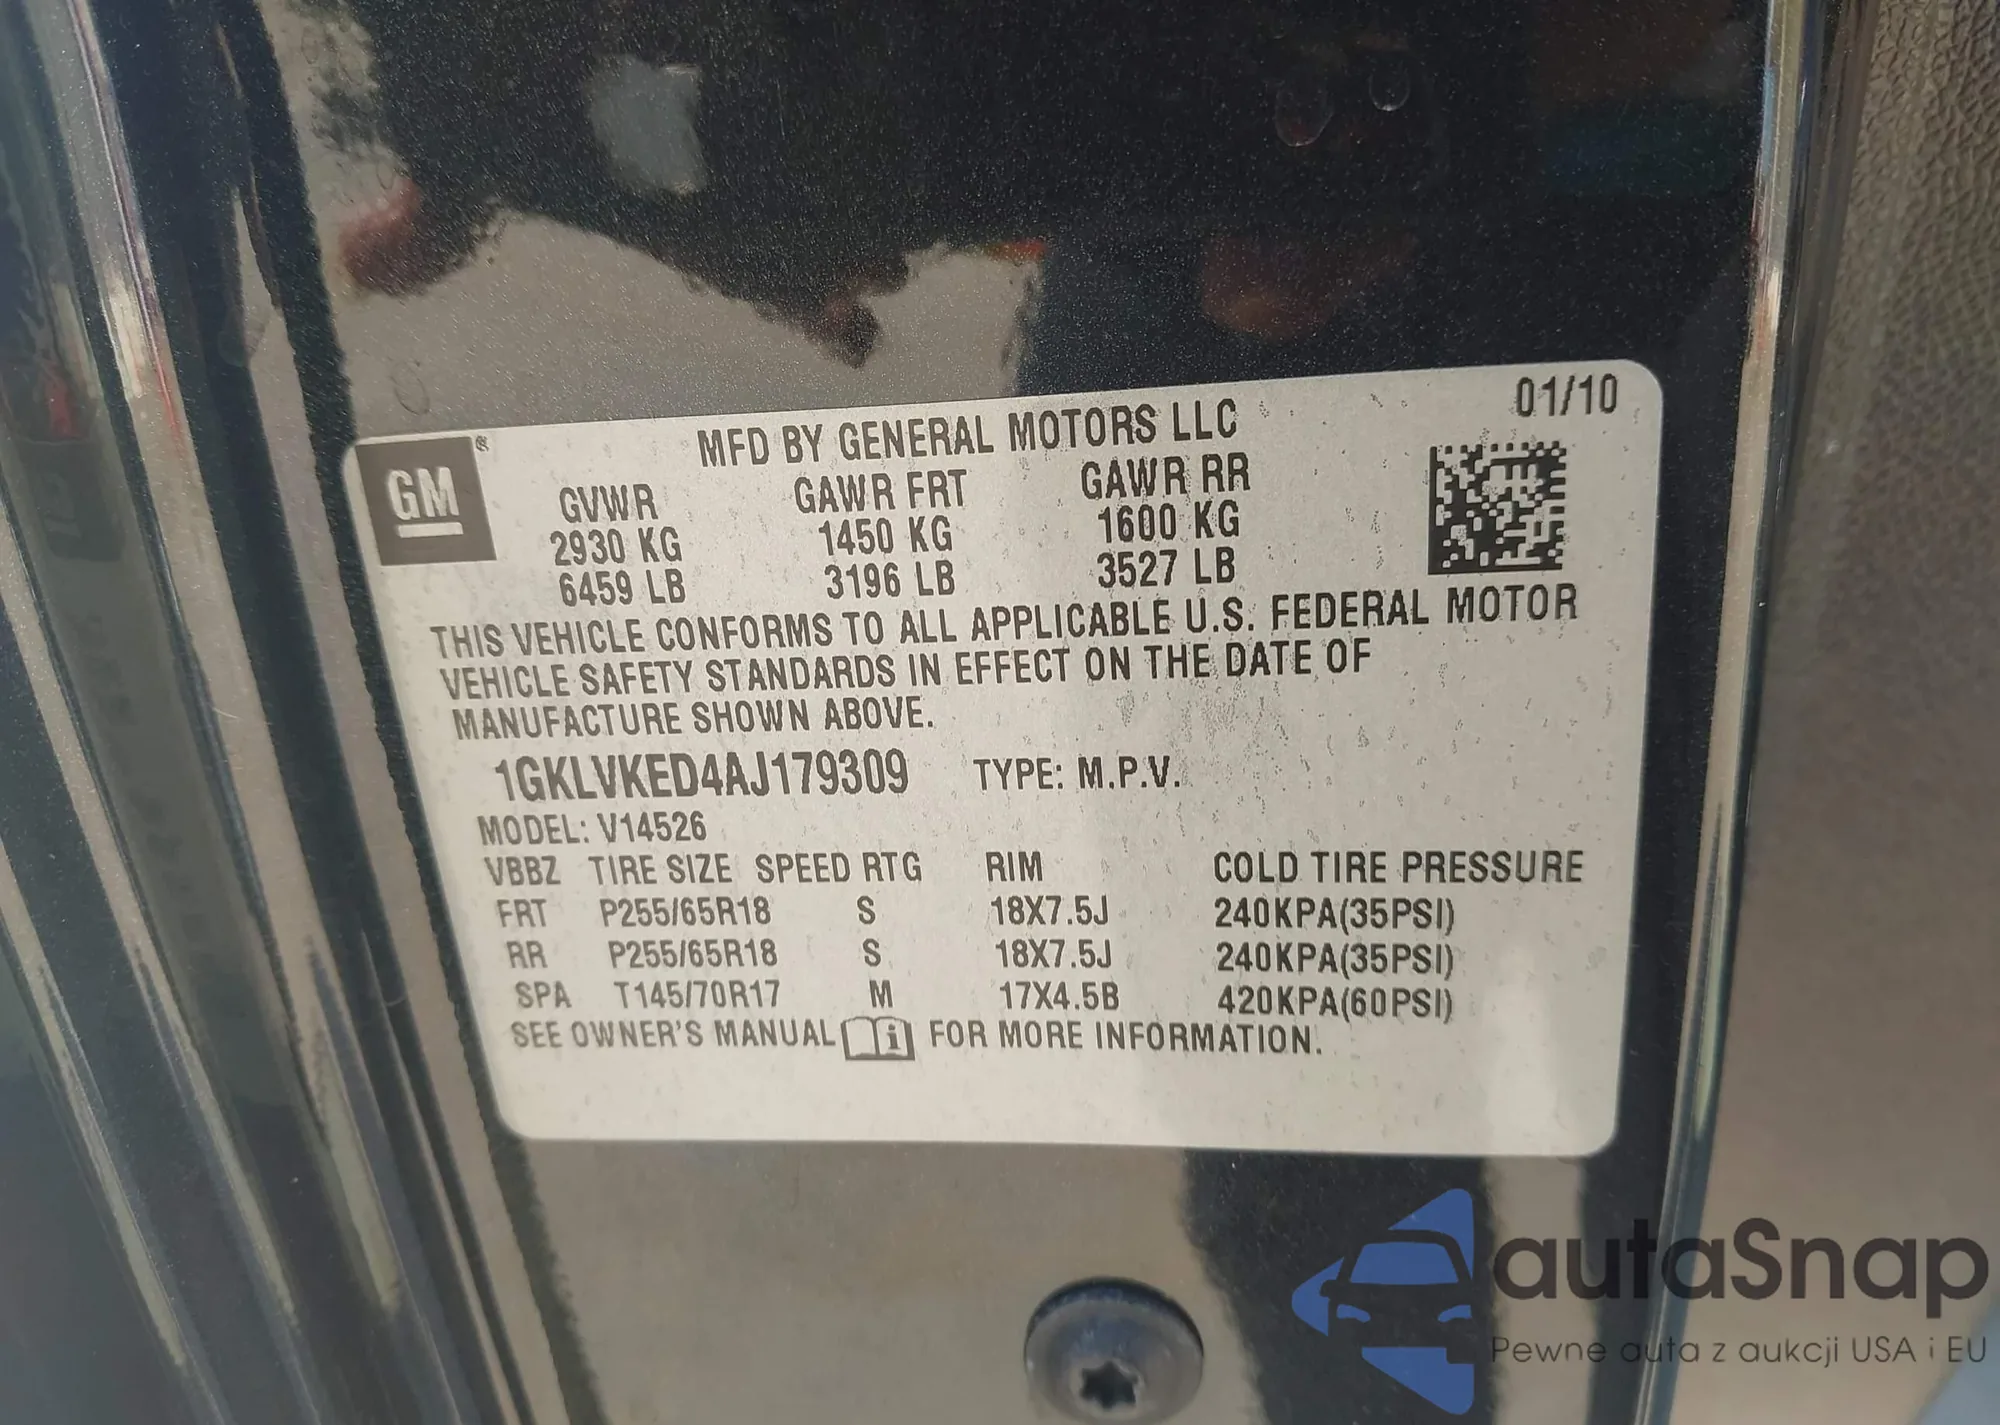 01/10
GM®
MFD BY GENERAL MOTORS LLC
GVWR GAWR FRT GAWR RR
2930 KG 1450 KG 1600 KG
6459 LB 3196 LB 3527 LB
THIS VEHICLE CONFORMS TO ALL APPLICABLE U.S. FEDERAL MOTOR
VEHICLE SAFETY STANDARDS IN EFFECT ON THE DATE OF
MANUFACTURE SHOWN ABOVE.
1GKLVKED4AJ179309 TYPE: M.P.V.
MODEL: V14526
VBBZ TIRE SIZE SPEED RTG RIM COLD TIRE PRESSURE
FRT P255/65R18 S 18X7.5J 240KPA(35PSI)
RR P255/65R18 S 18X7.5J 240KPA(35PSI)
SPA T145/70R17 M 17X4.5B 420KPA(60PSI)
SEE OWNER'S MANUAL i FOR MORE INFORMATION.
autaSnap
Pewne auta z aukcji USA i EU